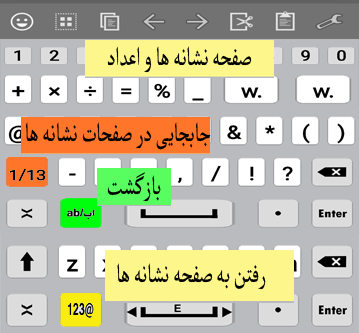 1 2 صفحه نشانه ها و اعداد 9 0
+ × ÷ = % _ w. w.
@ جابجایی در صفحات نشانه ها & * ( )
1/13 - , / ! ?
بازگشت
ab/اب • Enter
z رفتن به صفحه نشانه ها
123@ E • Enter